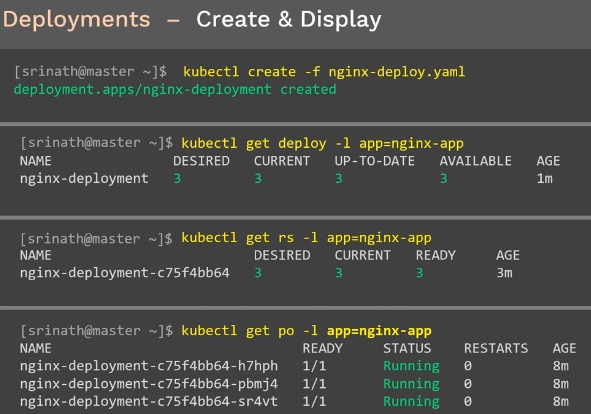 Deployments – Create & Display
[srinath@master ~]$ kubectl create -f nginx-deploy.yaml
deployment.apps/nginx-deployment created
[srinath@master ~]$ kubectl get deploy -l app=nginx-app
NAME DESIRED CURRENT UP-TO-DATE AVAILABLE AGE
nginx-deployment 3 3 3 3 1m
[srinath@master ~]$ kubectl get rs -l app=nginx-app
NAME DESIRED CURRENT READY AGE
nginx-deployment-c75f4bb64 3 3 3 3m
[srinath@master ~]$ kubectl get po -l app=nginx-app
NAME READY STATUS RESTARTS AGE
nginx-deployment-c75f4bb64-h7hph 1/1 Running 0 8m
nginx-deployment-c75f4bb64-pbmj4 1/1 Running 0 8m
nginx-deployment-c75f4bb64-sr4vt 1/1 Running 0 8m